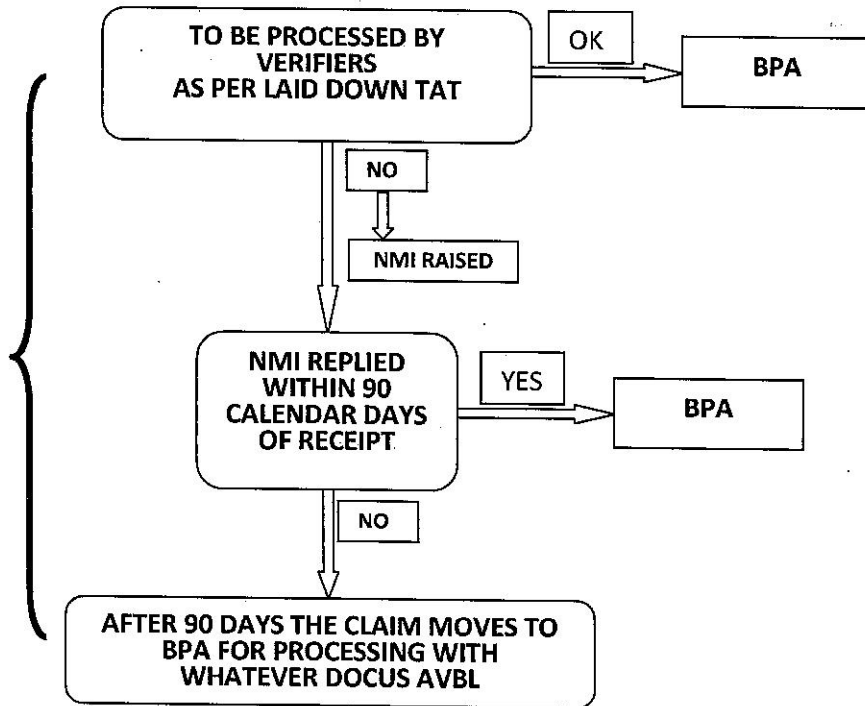 TO BE PROCESSED BY
VERIFIERS
AS PER LAID DOWN TAT
OK
BPA
NO
NMI RAISED
NMI REPLIED
WITHIN 90
CALENDAR DAYS
OF RECEIPT
YES
BPA
NO
AFTER 90 DAYS THE CLAIM MOVES TO
BPA FOR PROCESSING WITH
WHATEVER DOCUS AVBL